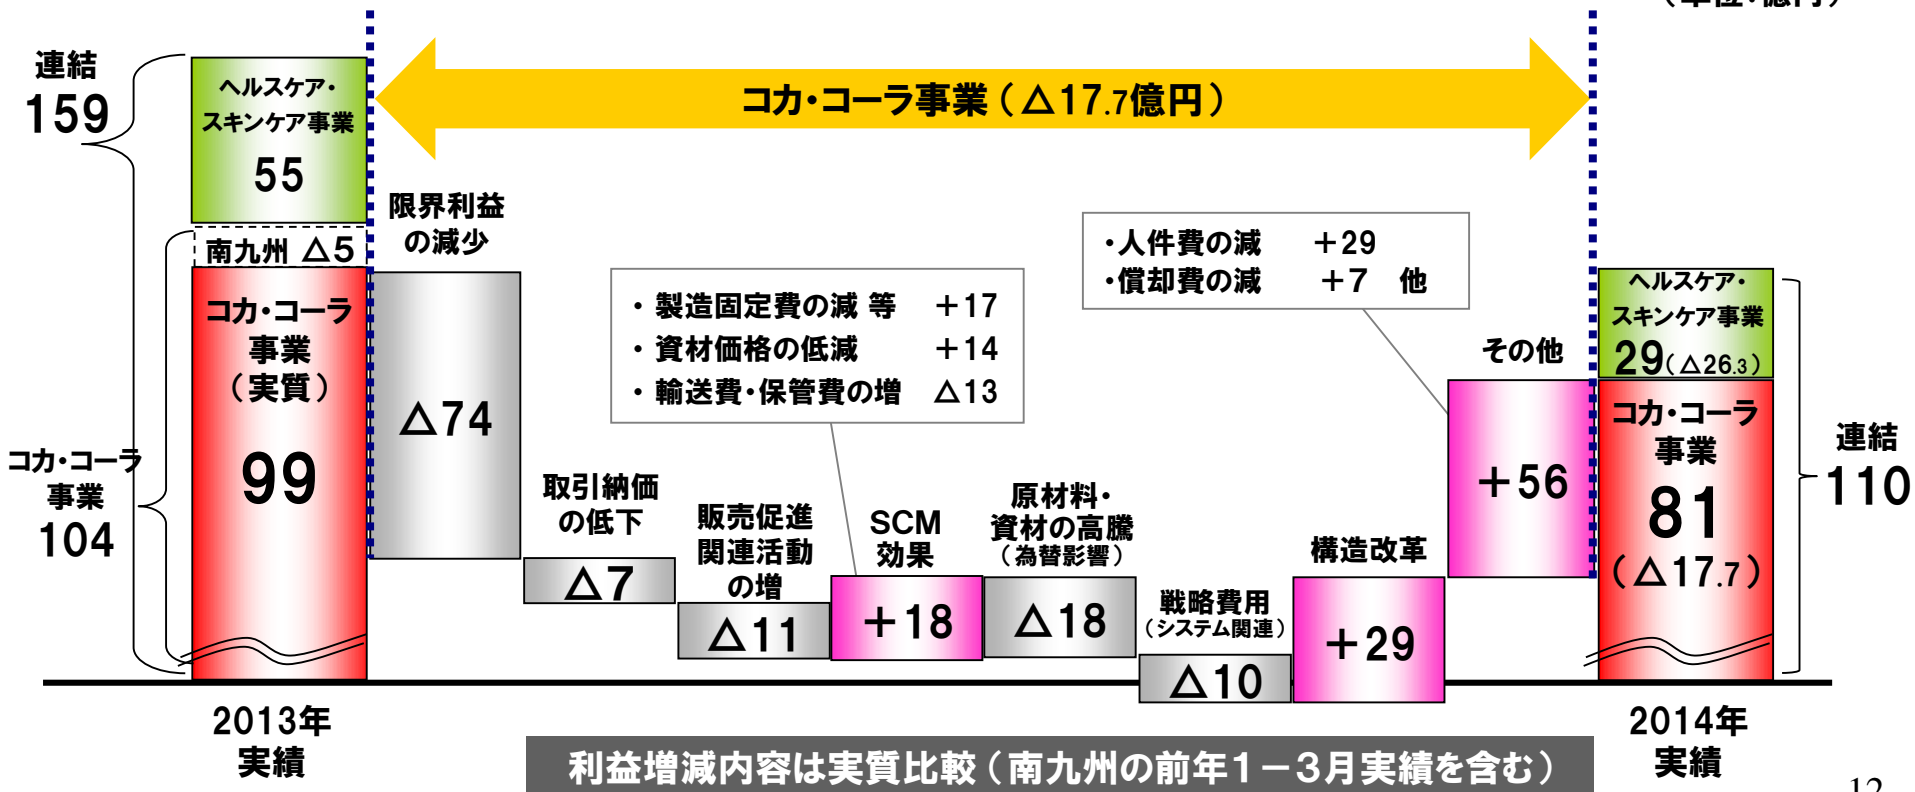 (単位:億円)
連結
159
ヘルスケア・
スキンケア事業
55
南九州 △5
コカ・コーラ
事業
(実質)
99
コカ・コーラ
事業
104
コカ・コーラ事業(△17.7億円)
限界利益
の減少
△74
取引納価
の低下
△7
販売促進
関連活動
の増
△11
・製造固定費の減 等 +17
・資材価格の低減 +14
・輸送費・保管費の増 △13
SCM
効果
+18
原材料・
資材の高騰
(為替影響)
△18
戦略費用
(システム関連)
△10
構造改革
+29
・人件費の減 +29
・償却費の減 +7 他
その他
+56
ヘルスケア・
スキンケア事業
29(△26.3)
コカ・コーラ
事業
81
(△17.7)
連結
110
2013年
実績
2014年
実績
利益増減内容は実質比較(南九州の前年1-3月実績を含む)
12